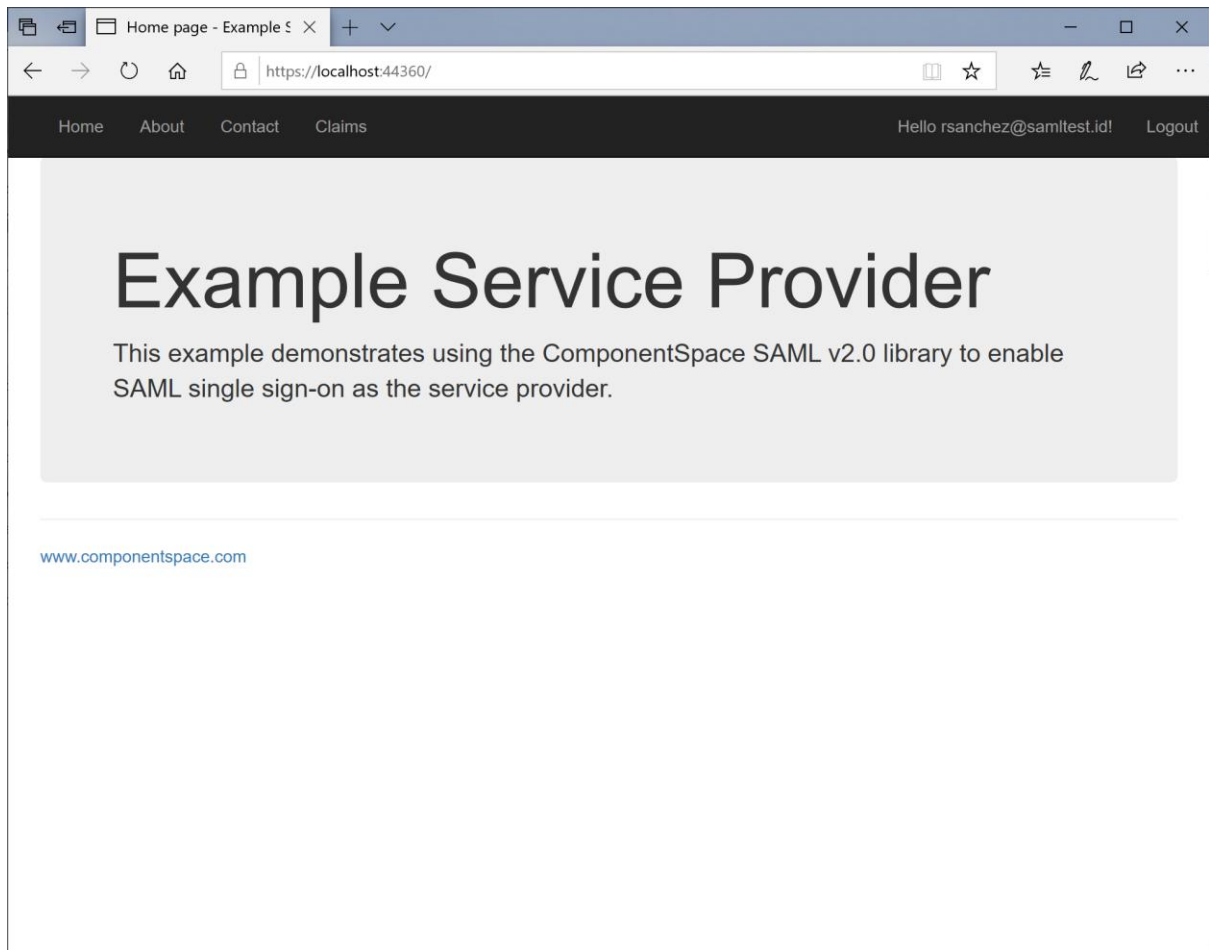 Home page - Example S
https://localhost:44360/
Home About Contact Claims Hello rsanchez@samltest.id! Logout
Example Service Provider
This example demonstrates using the ComponentSpace SAML v2.0 library to enable
SAML single sign-on as the service provider.
www.componentspace.com